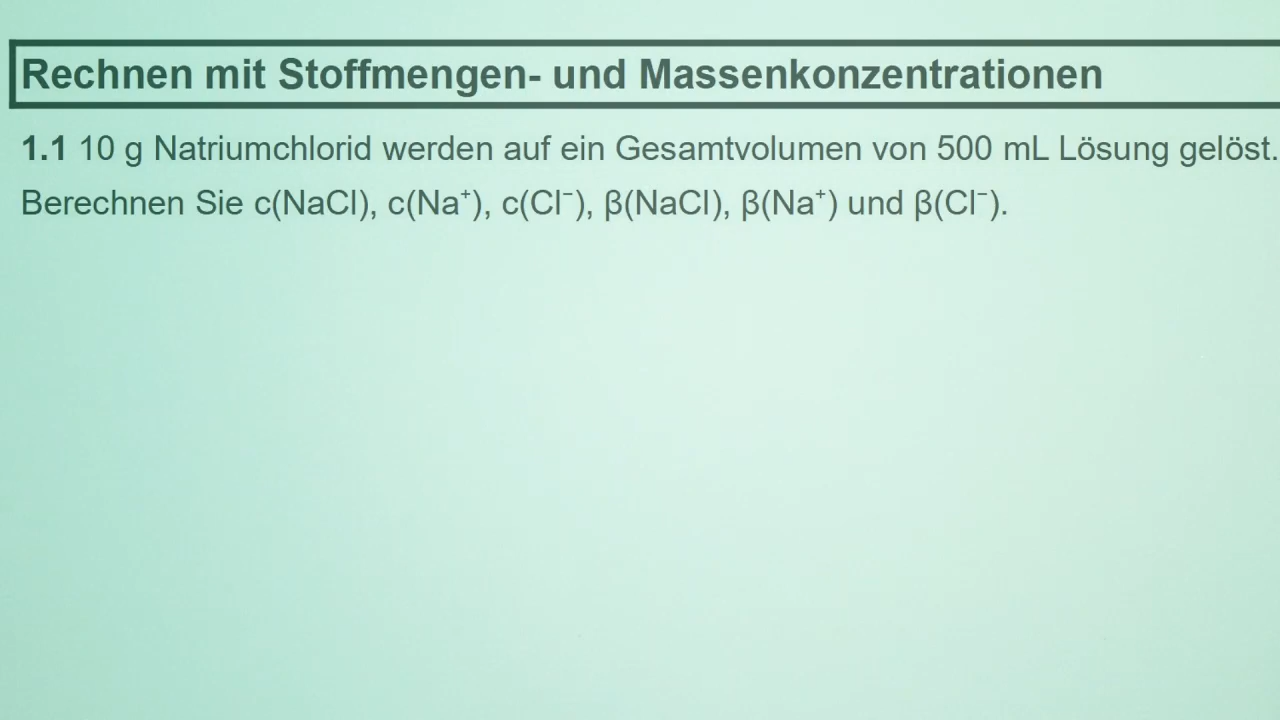 Rechnen mit Stoffmengen- und Massenkonzentrationen
1.1 10 g Natriumchlorid werden auf ein Gesamtvolumen von 500 mL Lösung gelöst.
Berechnen Sie c(NaCl), c(Na⁺), c(Cl⁻), β(NaCl), β(Na⁺) und β(Cl⁻).